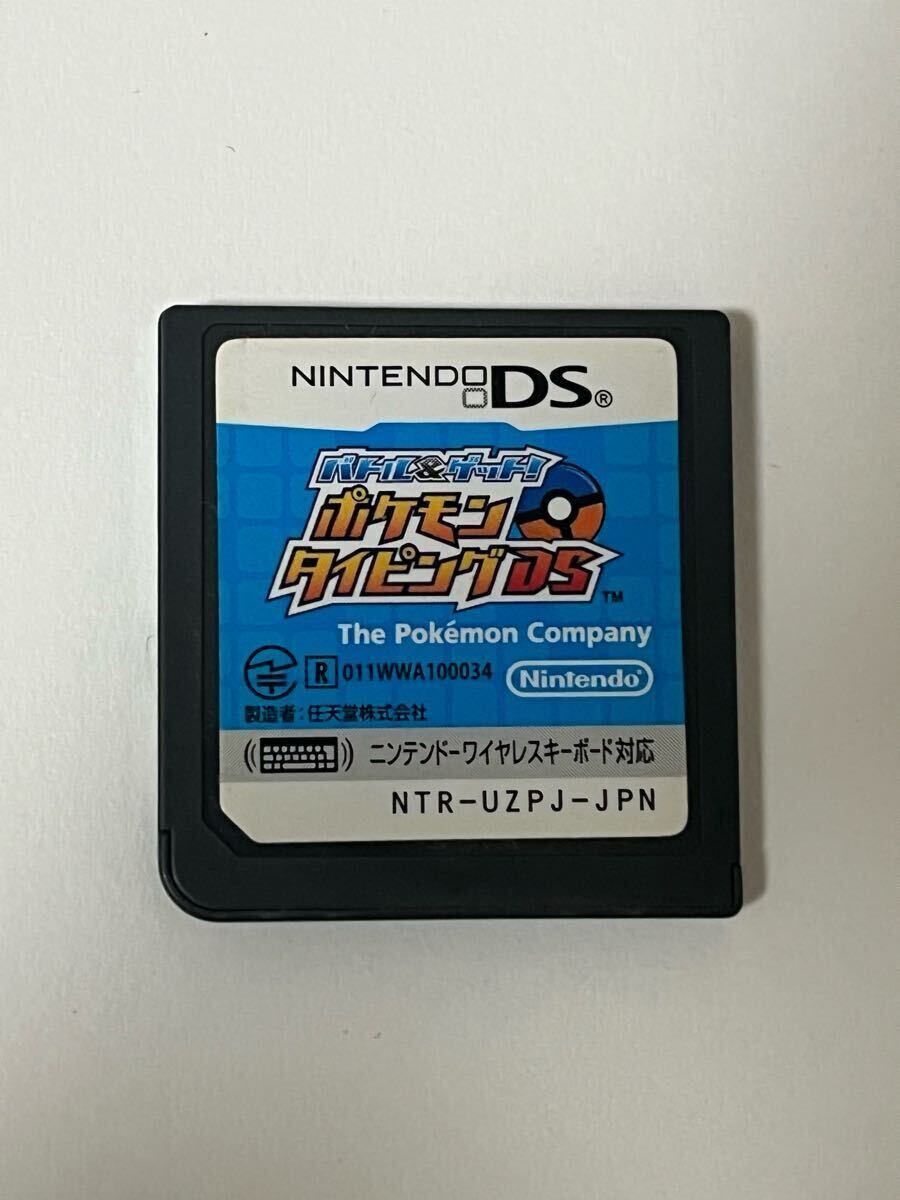 NINTENDO DS®
バトル&ゲット!
ポケモン
タイピングDS™
The Pokémon Company
R 011WWA100034
Nintendo®
製造者:任天堂株式会社
ニンテンドーワイヤレスキーボード対応
NTR-UZPJ-JPN